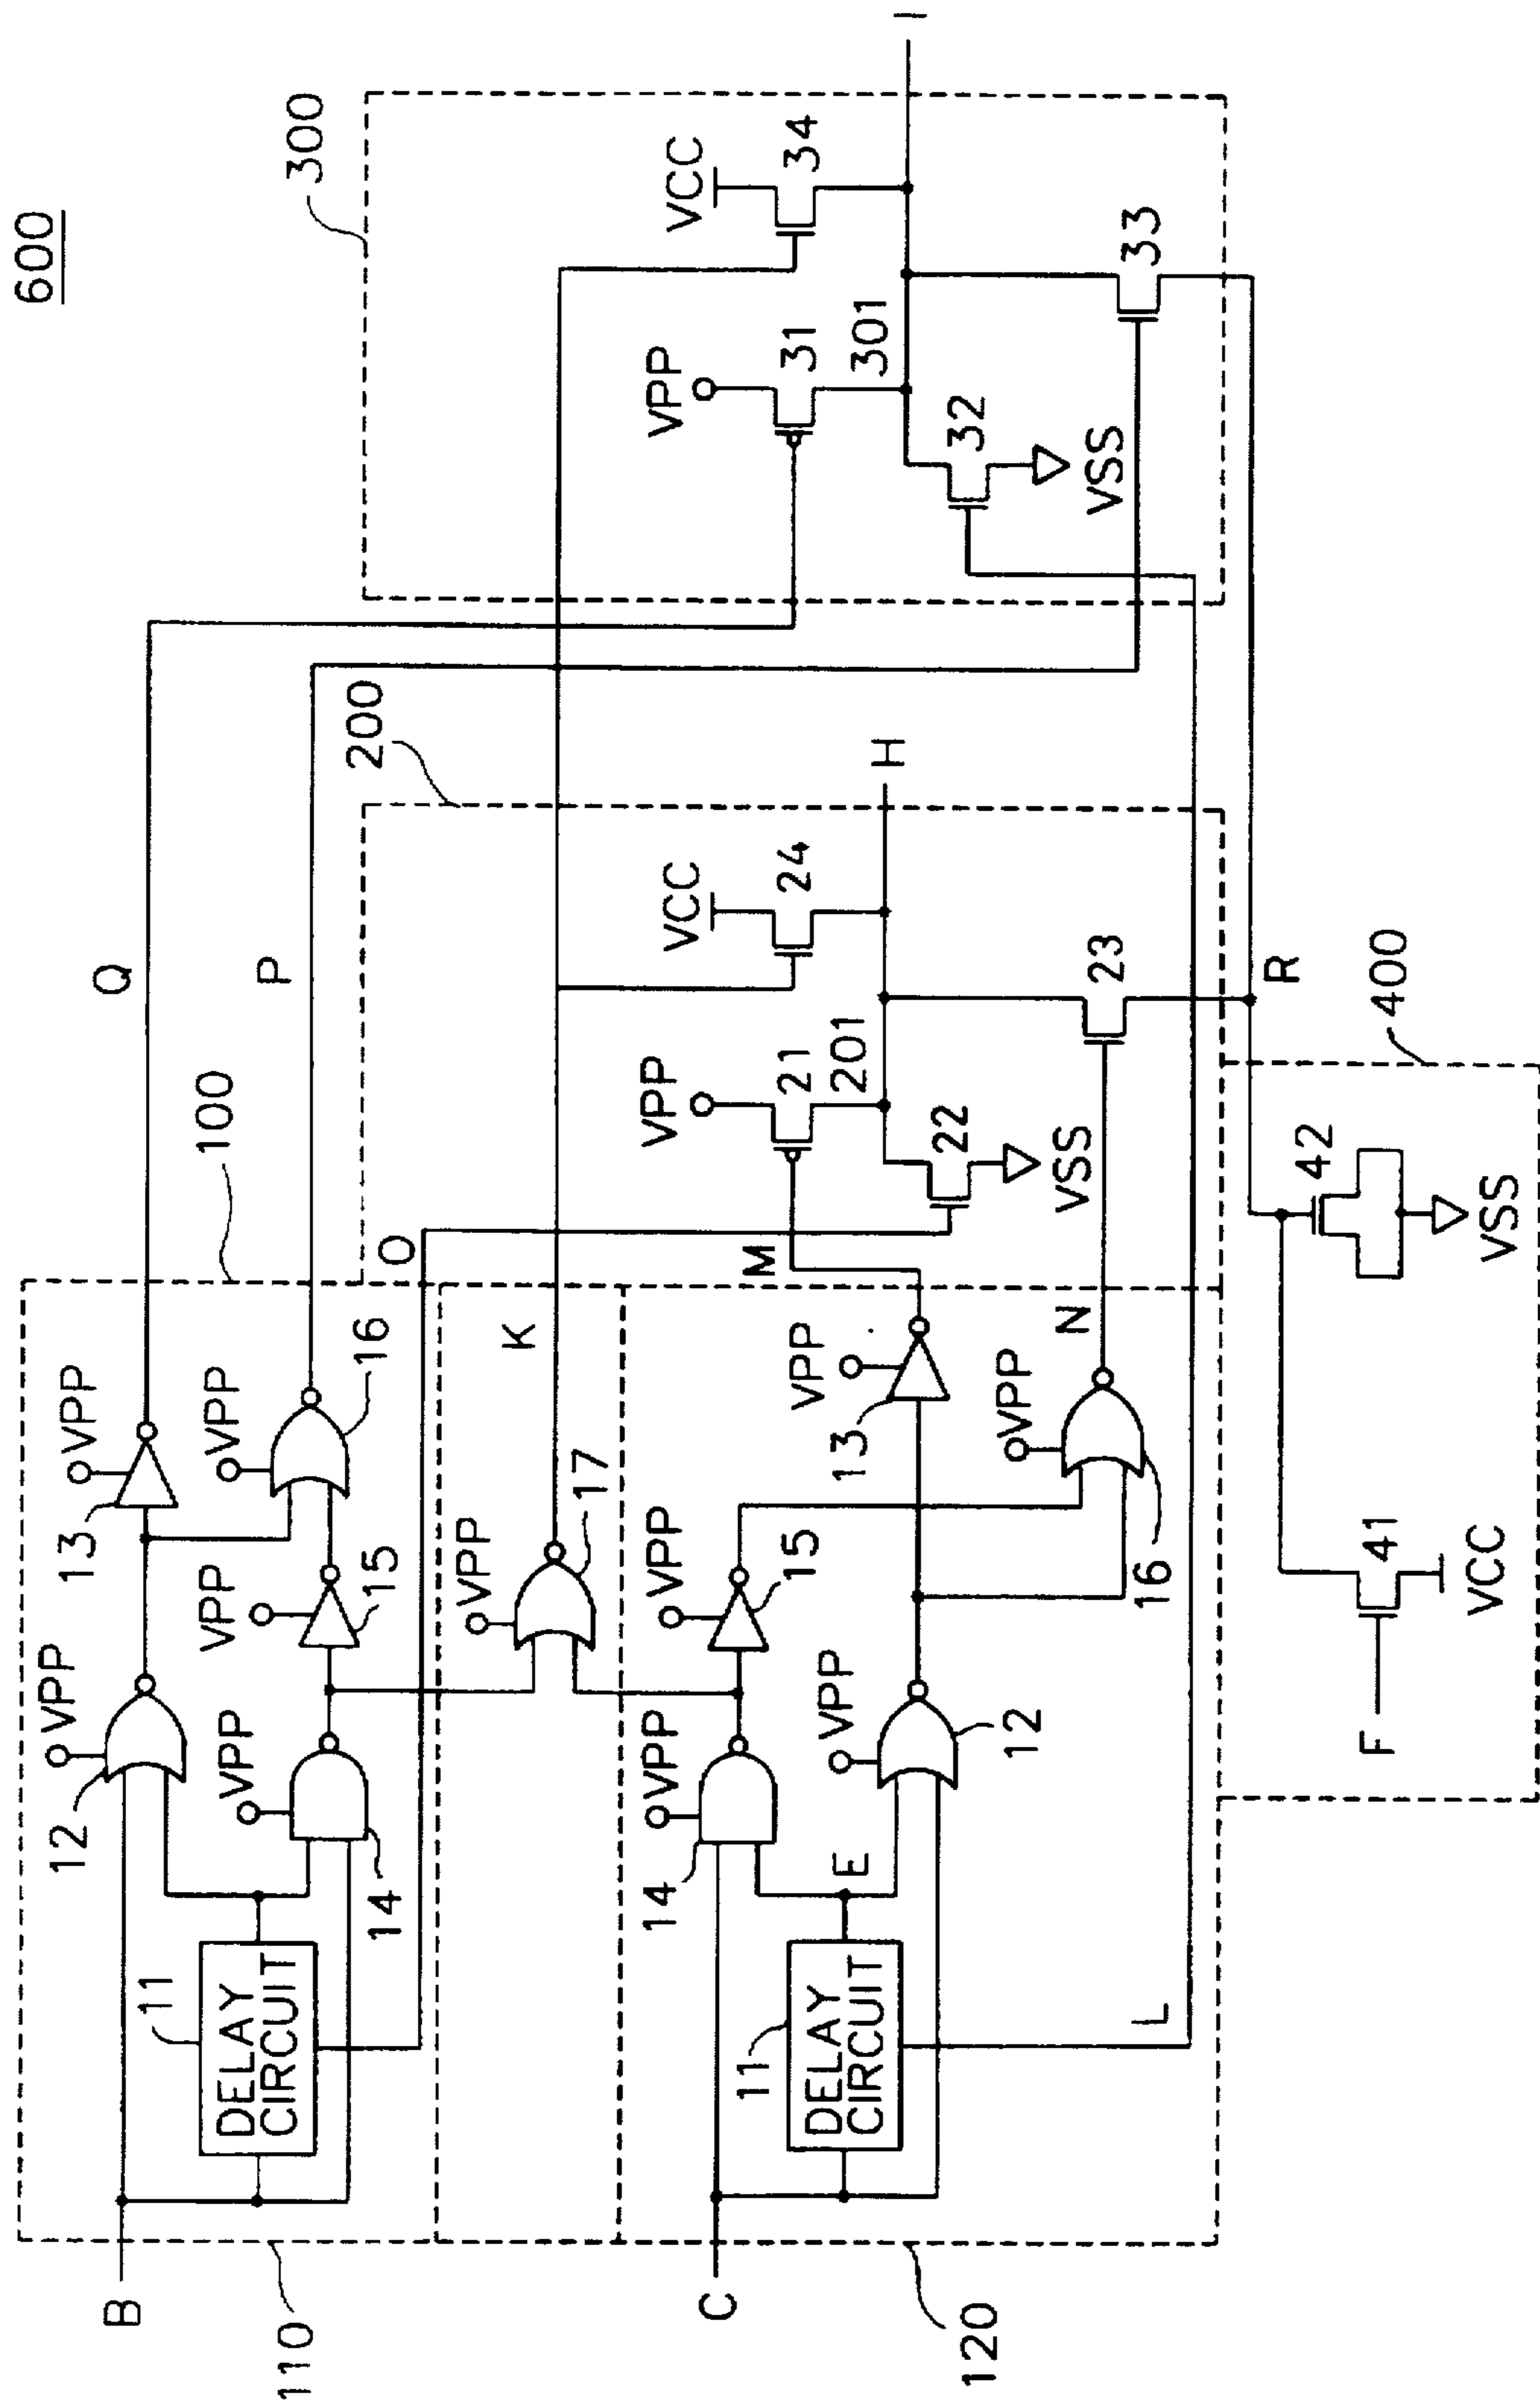 600
300
VCC
34
VPP
31
301
32
VSS
33
I
Q
P
200
100
VCC
24
VPP
21
201
22
VSS
23
H
R
400
O
K
M
N
VPP
13
VPP
16
VPP
12
VPP
15
VPP
14
11
DELAY
CIRCUIT
B
110
VPP
17
VPP
13
VPP
16
VPP
15
VPP
12
VPP
14
E
11
DELAY
CIRCUIT
L
C
120
42
VSS
41
VCC
F